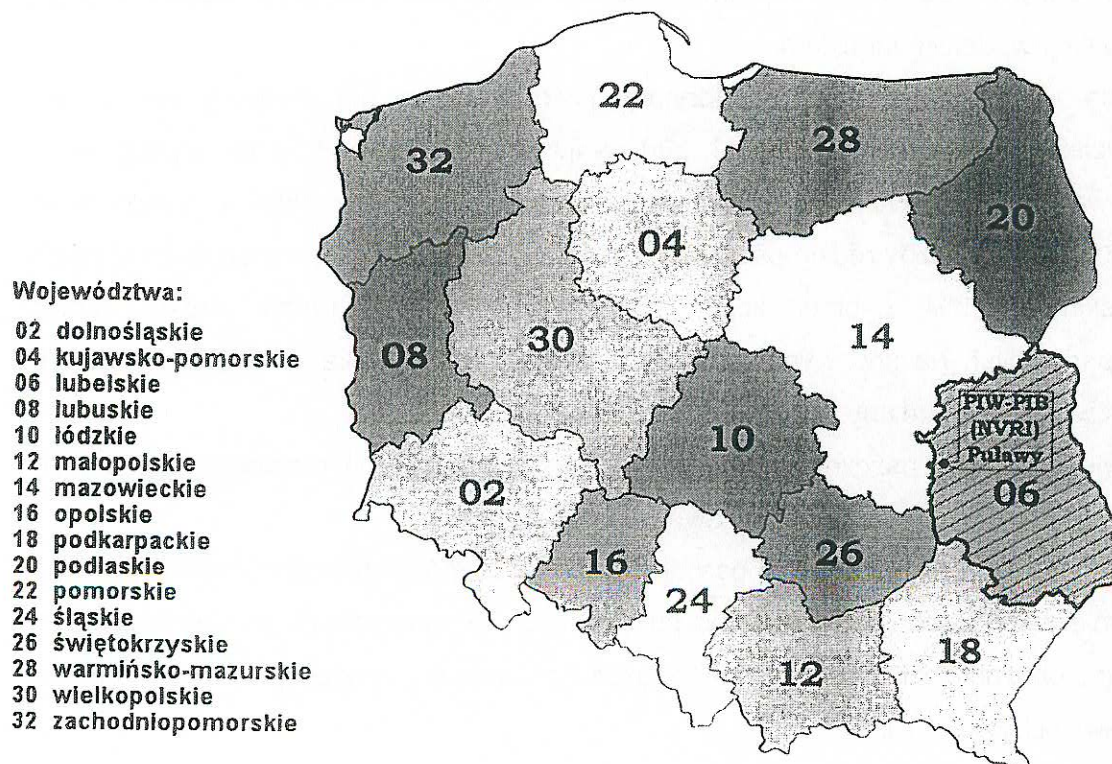 22
28
32
20
04
Województwa:
14
02 dolnośląskie
04 kujawsko-pomorskie
30
08
06 lubelskie
PIW-PIB
08 lubuskie
(NVRI)
10 łódzkie
10
Puławy
12 małopolskie
14 mazowieckie
02
06
16 opolskie
18 podkarpackie
20 podlaskie
16
26
22 pomorskie
24 śląskie
24
26 świętokrzyskie
18
28 warmińsko-mazurskie
12
30 wielkopolskie
32 zachodniopomorskie